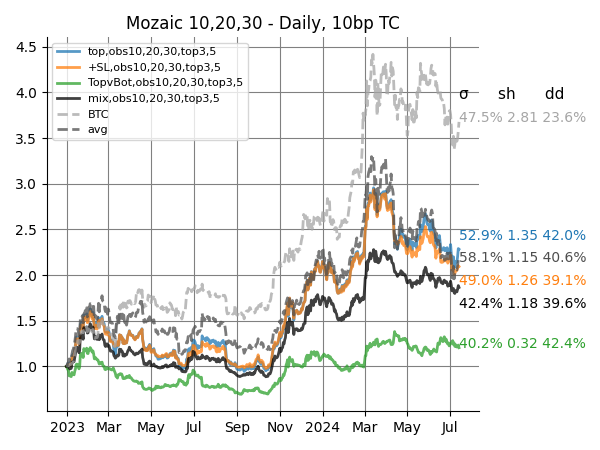 Mozaic 10,20,30 - Daily, 10bp TC
top,obs10,20,30,top3,5
+SL,obs10,20,30,top3,5
TopvBot,obs10,20,30,top3,5
mix,obs10,20,30,top3,5
BTC
avg
4.5
4.0
3.5
3.0
2.5
2.0
1.5
1.0
σ sh dd
47.5% 2.81 23.6%
52.9% 1.35 42.0%
58.1% 1.15 40.6%
49.0% 1.26 39.1%
42.4% 1.18 39.6%
40.2% 0.32 42.4%
2023 Mar May Jul Sep Nov 2024 Mar May Jul